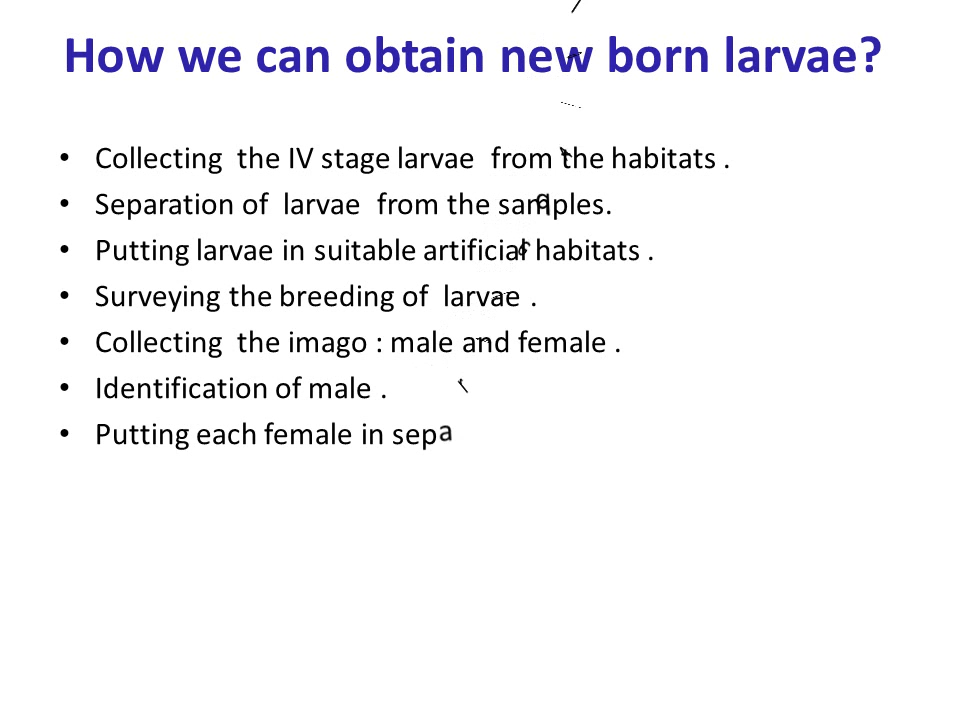 How we can obtain new born larvae?
• Collecting the IV stage larvae from the habitats .
• Separation of larvae from the samples.
• Putting larvae in suitable artificial habitats .
• Surveying the breeding of larvae .
• Collecting the imago : male and female .
• Identification of male .
• Putting each female in sepa